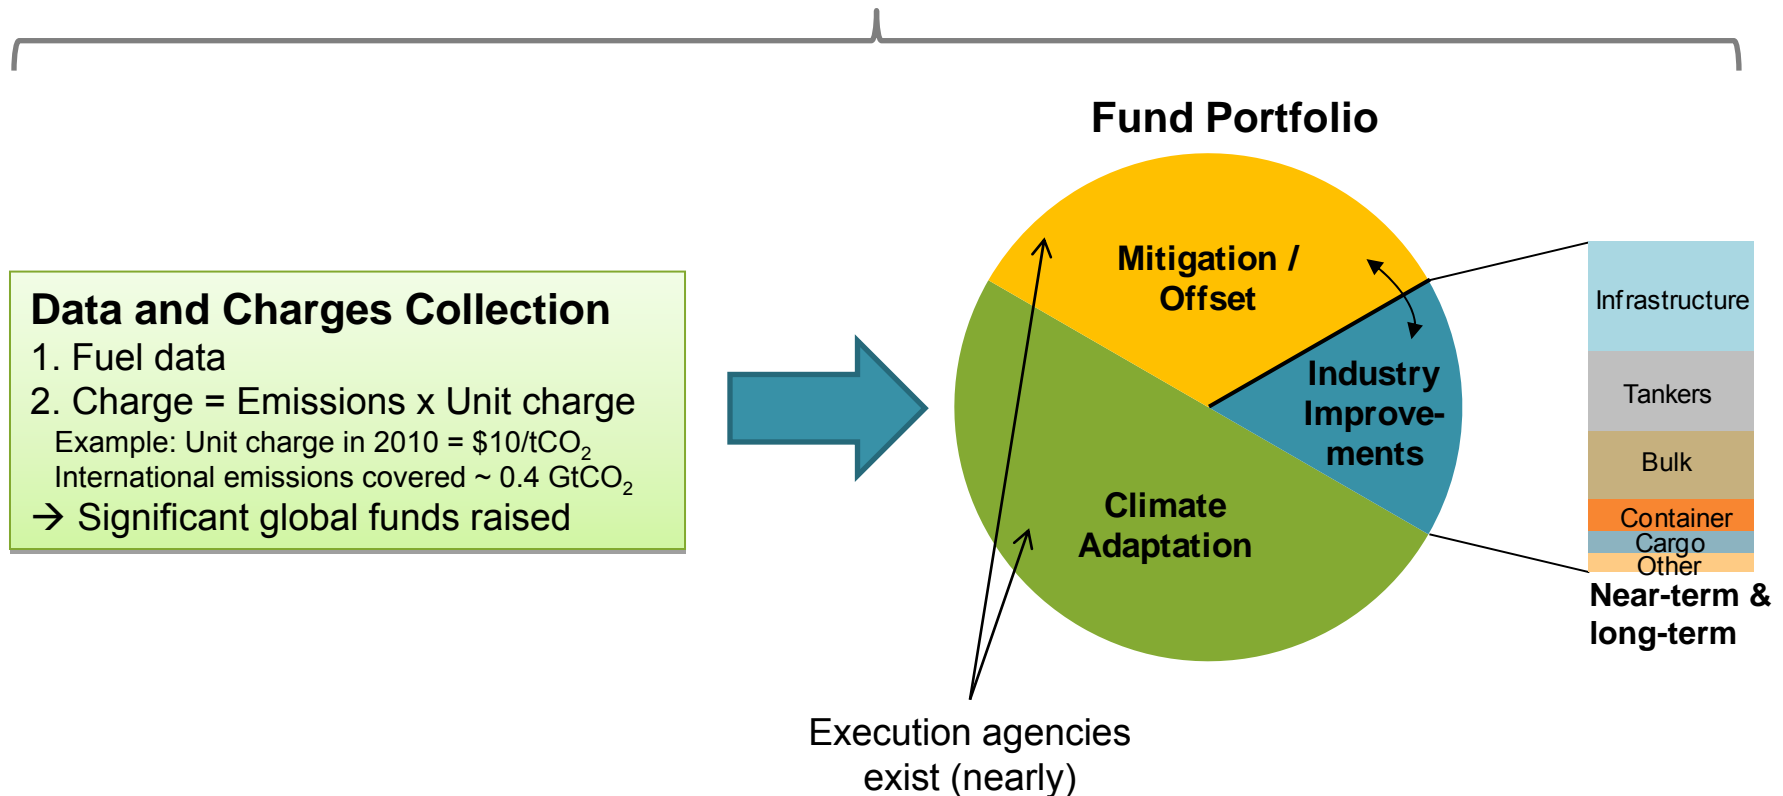 Fund Portfolio
Data and Charges Collection
1. Fuel data
2. Charge = Emissions x Unit charge
Example: Unit charge in 2010 = $10/tCO₂
International emissions covered ~ 0.4 GtCO₂
→ Significant global funds raised
Mitigation /
Offset
Industry
Improve-
ments
Climate
Adaptation
Infrastructure
Tankers
Bulk
Container
Cargo
Other
Near-term &
long-term
Execution agencies
exist (nearly)